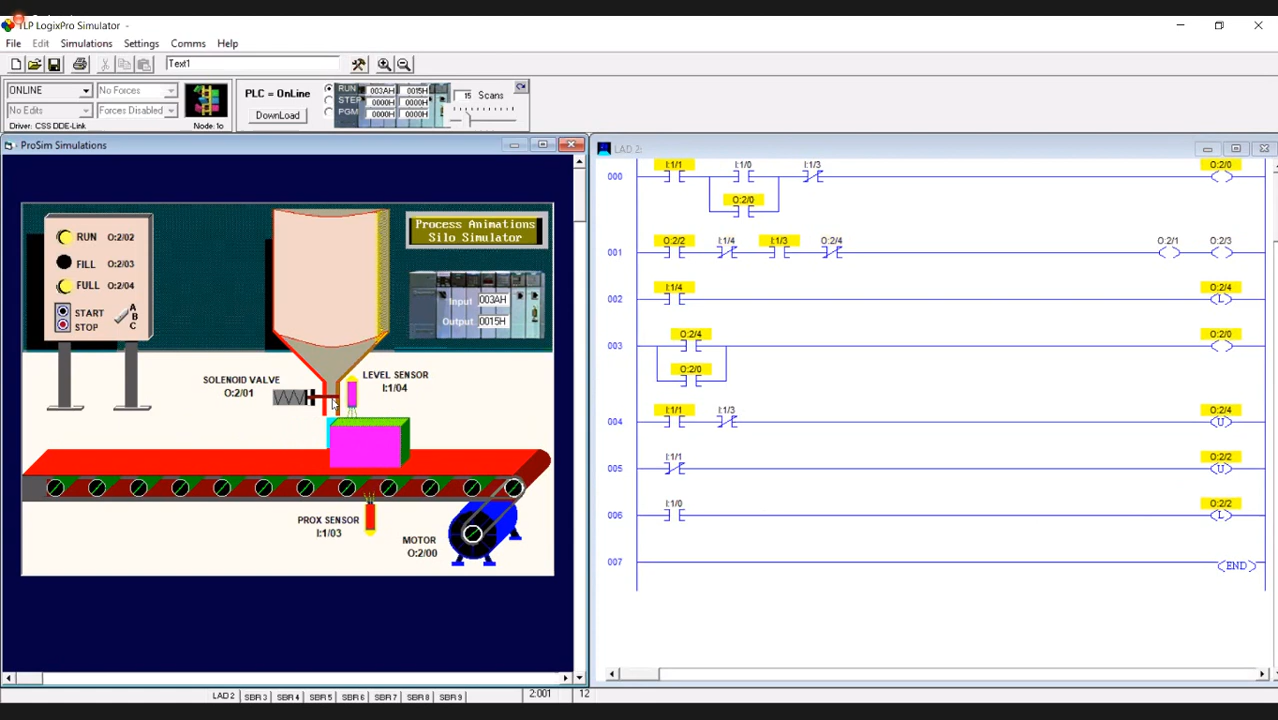 TLP LogixPro Simulator -
File Edit Simulations Settings Comms Help
Text1
ONLINE No Forces
No Edits Forces Disabled
Driver: CSS DDE-Link Node: 1o
PLC = OnLine
DownLoad
RUN 003AH 0015H
STEP 0000H 0000H
PGM 0000H 0000H
15 Scans
ProSim Simulations
RUN O:2/02
FILL O:2/03
FULL O:2/04
START
STOP
A
B
C
Process Animations
Silo Simulator
Input 003AH
Output 0015H
SOLENOID VALVE
O:2/01
LEVEL SENSOR
I:1/04
PROX SENSOR
I:1/03
MOTOR
O:2/00
LAD 2:
I:1/1 I:1/0 I:1/3 O:2/0
000
O:2/0
O:2/2 I:1/4 I:1/3 O:2/4 O:2/1 O:2/3
001
I:1/4 O:2/4
002 L
O:2/4 O:2/0
003
O:2/0
I:1/1 I:1/3 O:2/4
004 U
I:1/1 O:2/2
005 U
I:1/0 O:2/2
006 L
007 END
LAD 2 SBR 3 SBR 4 SBR 5 SBR 6 SBR 7 SBR 8 SBR 9 2:001 12